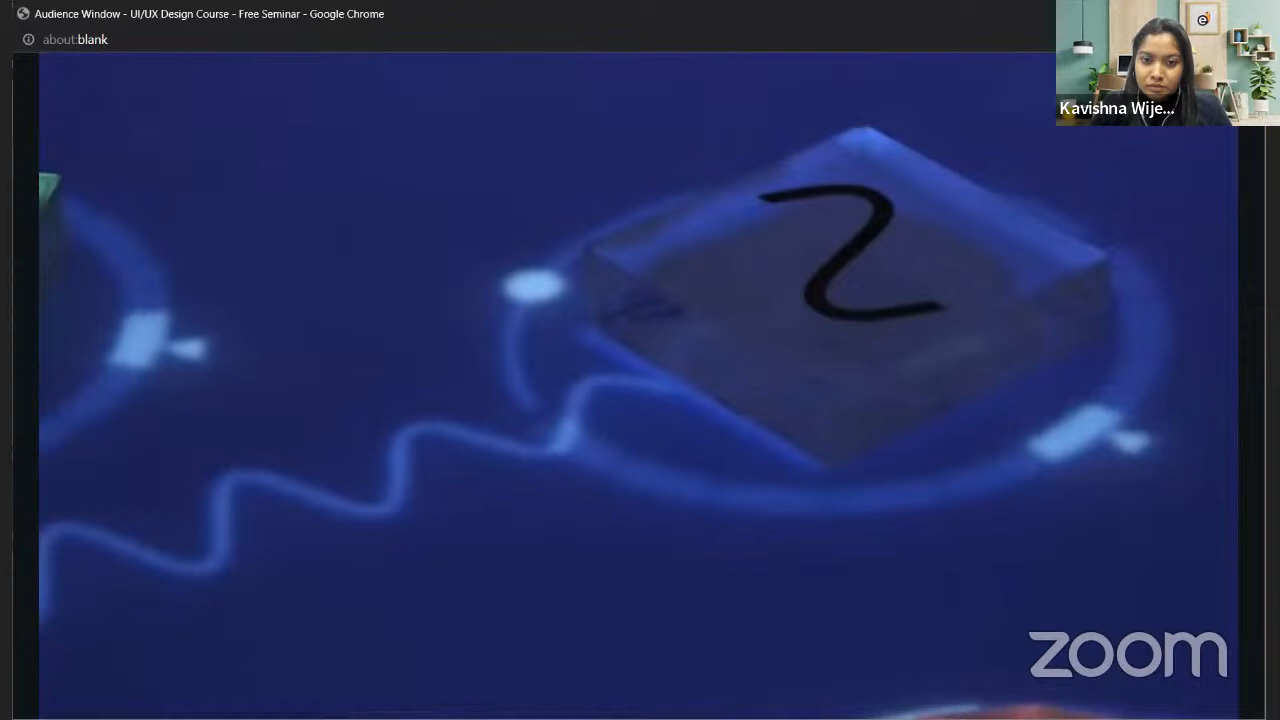 Audience Window - UI/UX Design Course - Free Seminar - Google Chrome
about:blank
Kavishna Wije...
2
zoom